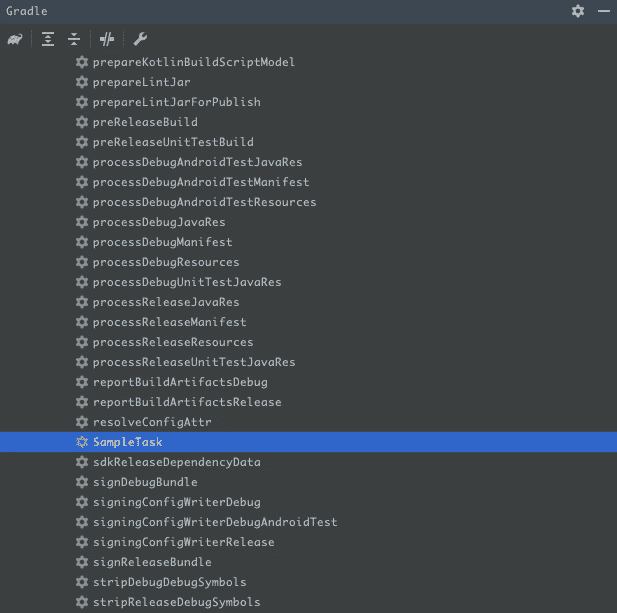 Gradle
prepareKotlinBuildScriptModel
prepareLintJar
prepareLintJarForPublish
preReleaseBuild
preReleaseUnitTestBuild
processDebugAndroidTestJavaRes
processDebugAndroidTestManifest
processDebugAndroidTestResources
processDebugJavaRes
processDebugManifest
processDebugResources
processDebugUnitTestJavaRes
processReleaseJavaRes
processReleaseManifest
processReleaseResources
processReleaseUnitTestJavaRes
reportBuildArtifactsDebug
reportBuildArtifactsRelease
resolveConfigAttr
SampleTask
sdkReleaseDependencyData
signDebugBundle
signingConfigWriterDebug
signingConfigWriterDebugAndroidTest
signingConfigWriterRelease
signReleaseBundle
stripDebugDebugSymbols
stripReleaseDebugSymbols